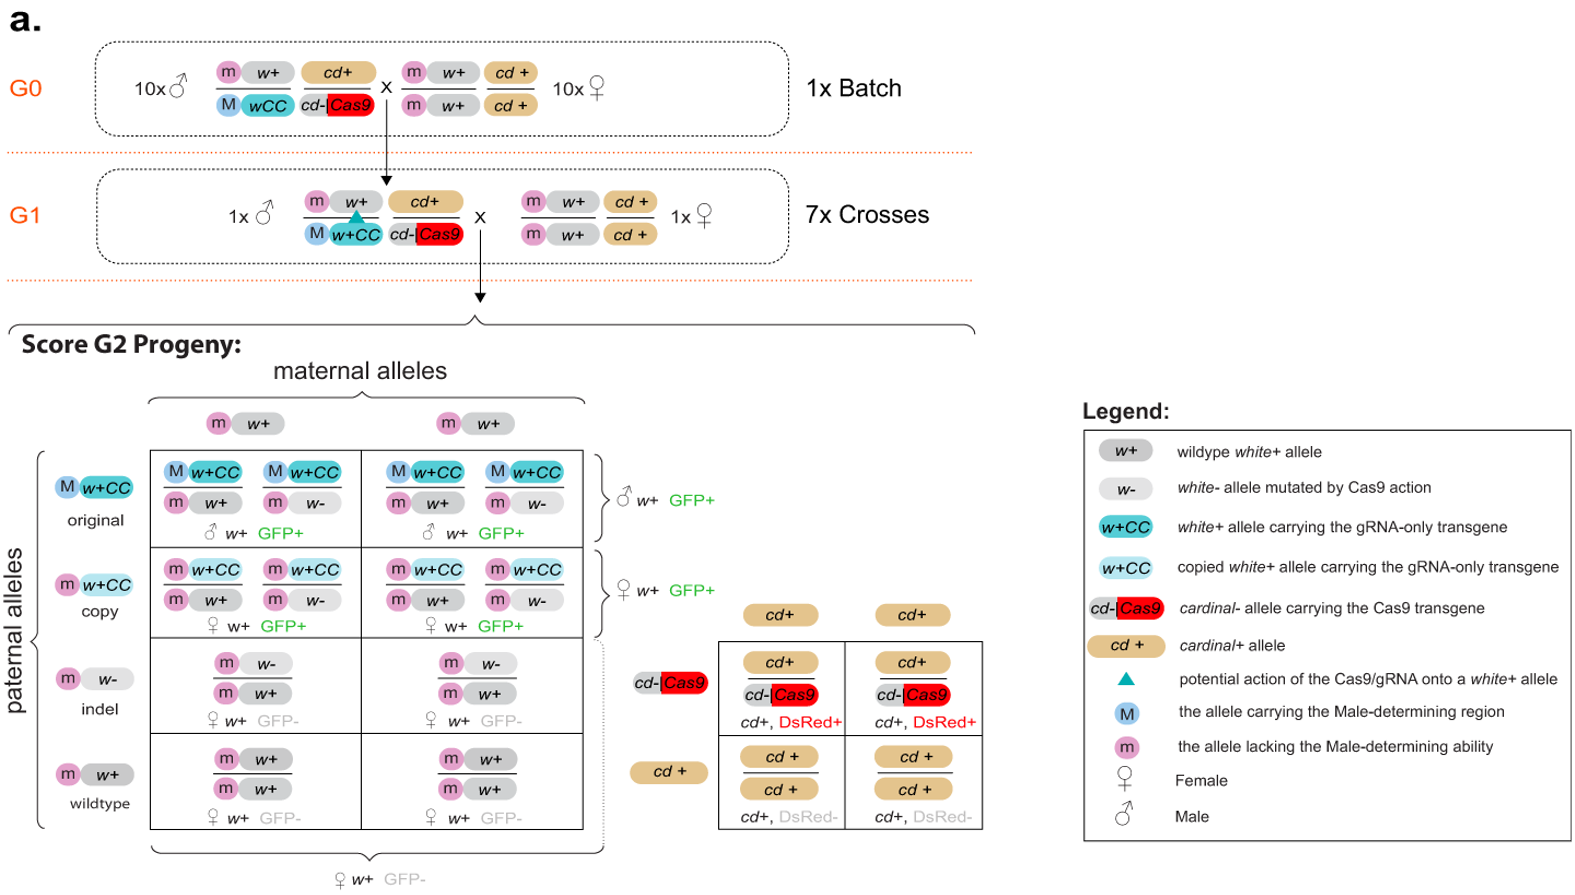 a.
G0
10x♂ m w+ cd+ x m w+ cd + 10x♀ 1x Batch
M wCC cd-|Cas9 m w+ cd +
G1
1x♂ m w+ cd+ x m w+ cd + 1x♀ 7x Crosses
M w+CC cd-|Cas9 m w+ cd +
Score G2 Progeny:
maternal alleles
m w+ m w+
paternal alleles
M w+CC
original
M w+CC M w+CC M w+CC M w+CC
m w+ m w- m w+ m w-
♂ w+ GFP+ ♂ w+ GFP+
♂ w+ GFP+
m w+CC
copy
m w+CC m w+CC m w+CC m w+CC
m w+ m w- m w+ m w-
♀ w+ GFP+ ♀ w+ GFP+
♀ w+ GFP+
m w-
indel
m w- m w-
m w+ m w+
♀ w+ GFP- ♀ w+ GFP-
m w+
wildtype
m w+ m w+
m w+ m w+
♀ w+ GFP- ♀ w+ GFP-
♀ w+ GFP-
cd+ cd+
cd-|Cas9
cd+ cd+
cd-|Cas9 cd-|Cas9
cd+, DsRed+ cd+, DsRed+
cd +
cd + cd +
cd + cd +
cd+, DsRed- cd+, DsRed-
Legend:
w+ wildype white+ allele
w- white- allele mutated by Cas9 action
w+CC white+ allele carrying the gRNA-only transgene
w+CC copied white+ allele carrying the gRNA-only transgene
cd-|Cas9 cardinal- allele carrying the Cas9 transgene
cd + cardinal+ allele
potential action of the Cas9/gRNA onto a white+ allele
M the allele carrying the Male-determining region
m the allele lacking the Male-determining ability
♀ Female
♂ Male